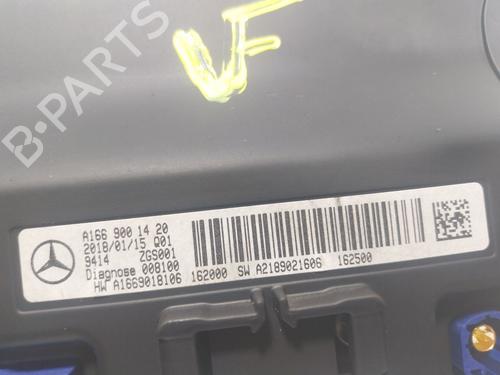 B-PARTS
A166 900 14 20
2018/01/15 Q01
9414 ZGS001
Diagnose 008100
HW A1669018106 162000 SW A2189021606 162500